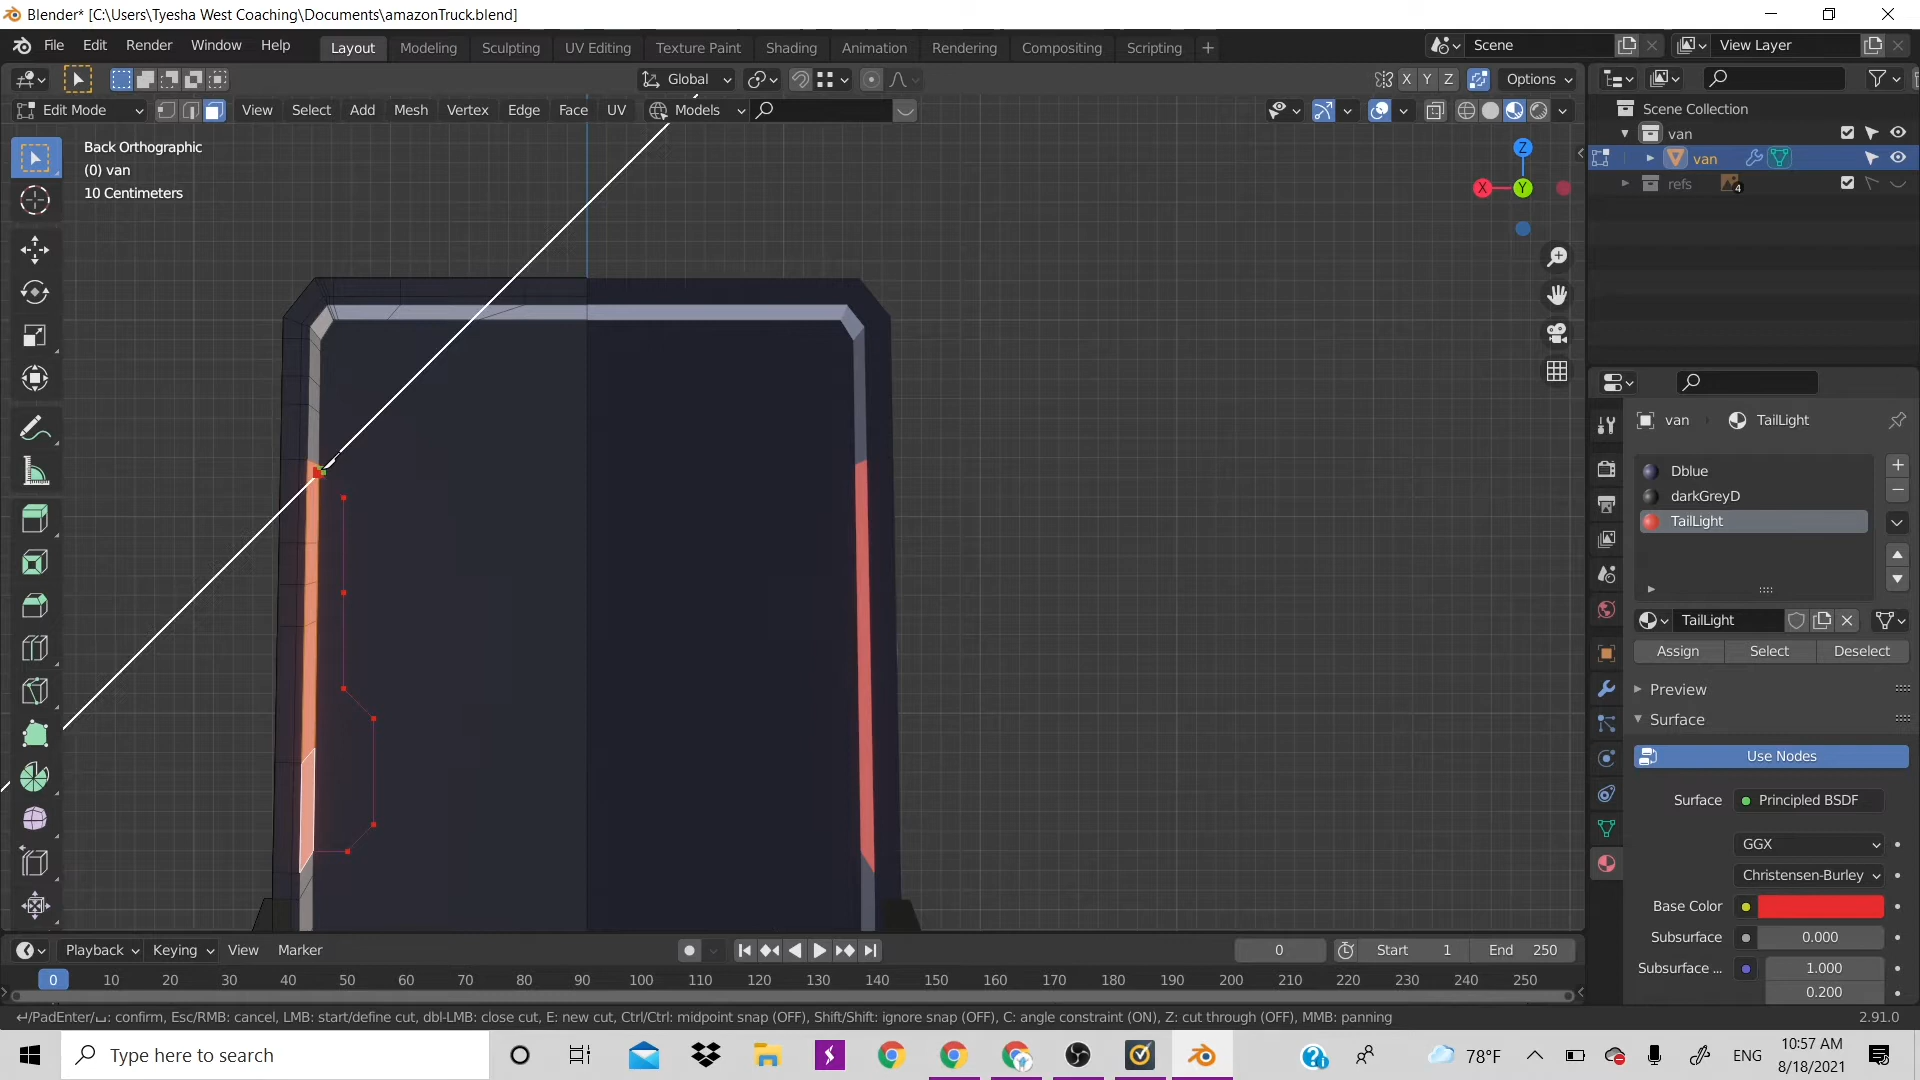 Blender* [C:\Users\Tyesha West Coaching\Documents\amazonTruck.blend]
File Edit Render Window Help
Layout Modeling Sculpting UV Editing Texture Paint Shading Animation Rendering Compositing Scripting +
Scene
View Layer
Global
X Y Z
Options
Edit Mode
View Select Add Mesh Vertex Edge Face UV
Models
Back Orthographic
(0) van
10 Centimeters
Z
X
Y
Scene Collection
van
van
refs
4
van
TailLight
Dblue
darkGreyD
TailLight
TailLight
Assign Select Deselect
Preview
Surface
Use Nodes
Surface Principled BSDF
GGX
Christensen-Burley
Base Color
Subsurface 0.000
Subsurface ... 1.000
0.200
Playback Keying View Marker
0
Start 1
End 250
0 10 20 30 40 50 60 70 80 90 100 110 120 130 140 150 160 170 180 190 200 210 220 230 240 250
↵/PadEnter/␣: confirm, Esc/RMB: cancel, LMB: start/define cut, dbl-LMB: close cut, E: new cut, Ctrl/Ctrl: midpoint snap (OFF), Shift/Shift: ignore snap (OFF), C: angle constraint (ON), Z: cut through (OFF), MMB: panning
2.91.0
Type here to search
78°F
ENG
10:57 AM
8/18/2021